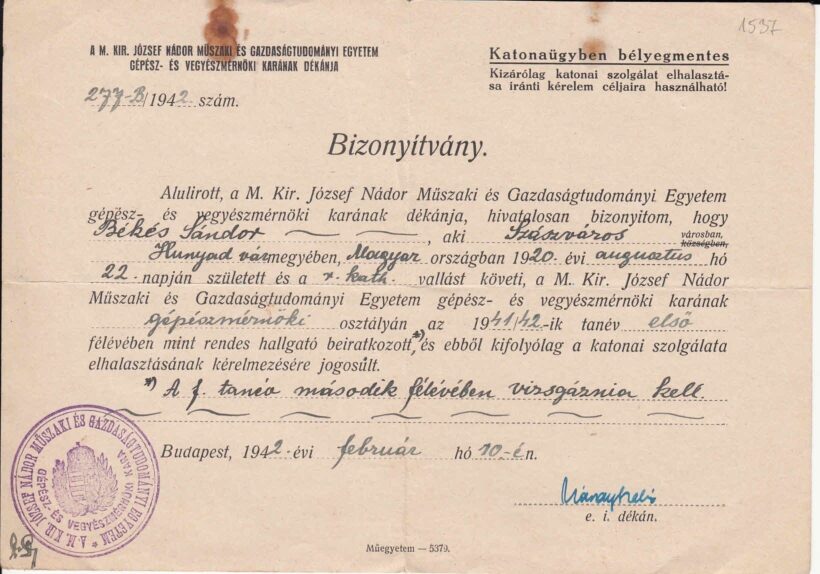 1537
A M. KIR. JÓZSEF NÁDOR MŰSZAKI ÉS GAZDASÁGTUDOMÁNYI EGYETEM
GÉPÉSZ- ÉS VEGYÉSZMÉRNÖKI KARÁNAK DÉKÁNJA
Katonaügyben bélyegmentes
Kizárólag katonai szolgálat elhalasztá-
sa iránti kérelem céljaira használható!
277-B/1942. szám.
Bizonyítvány.
Alulirott, a M. Kir. József Nádor Műszaki és Gazdaságtudományi Egyetem
gépész- és vegyészmérnöki karának dékánja, hivatalosan bizonyitom, hogy
Békés Sándor, aki Szászváros városban,
községben,
Hunyad vármegyében, Magyar országban 1920. évi augusztus hó
22. napján született és a r. kath. vallást követi, a M. Kir. József Nádor
Műszaki és Gazdaságtudományi Egyetem gépész- és vegyészmérnöki karának
gépészmérnöki osztályán az 1941/42-ik tanév első
félévében mint rendes hallgató beiratkozott,*) és ebből kifolyólag a katonai szolgálata
elhalasztásának kérelmezésére jogosult.
*) A f. tanév második félévében vizsgáznia kell.
Budapest, 1942. évi február hó 10-én.
e. i. dékán.
A M. KIR. JÓZSEF NÁDOR MŰSZAKI ÉS GAZDASÁGTUDOMÁNYI EGYETEM
GÉPÉSZ- ÉS VEGYÉSZMÉRNÖKI KARA
Műegyetem — 5379.